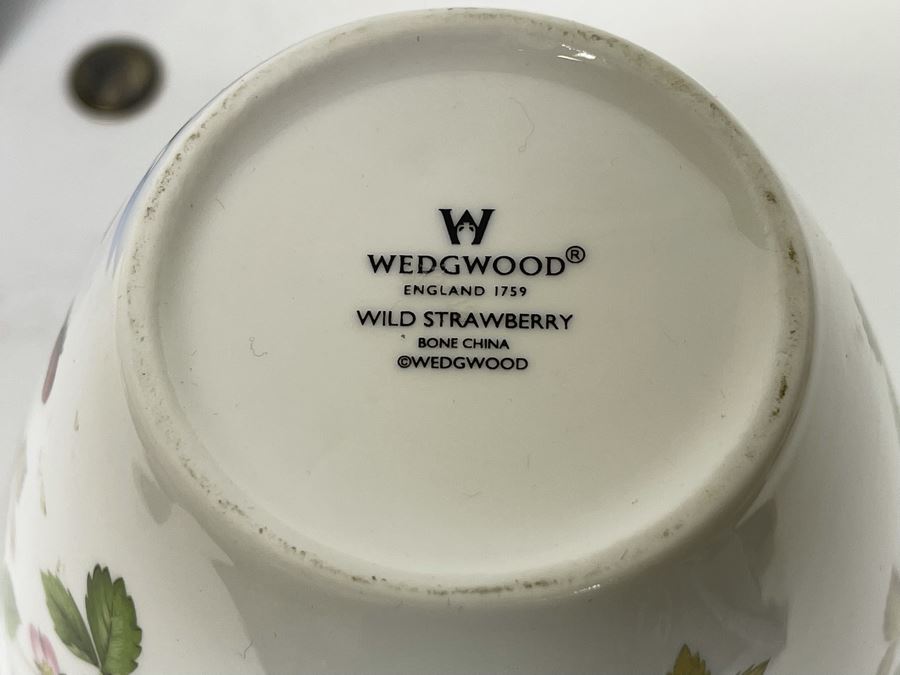 W
WEDGWOOD®
ENGLAND 1759
WILD STRAWBERRY
BONE CHINA
©WEDGWOOD